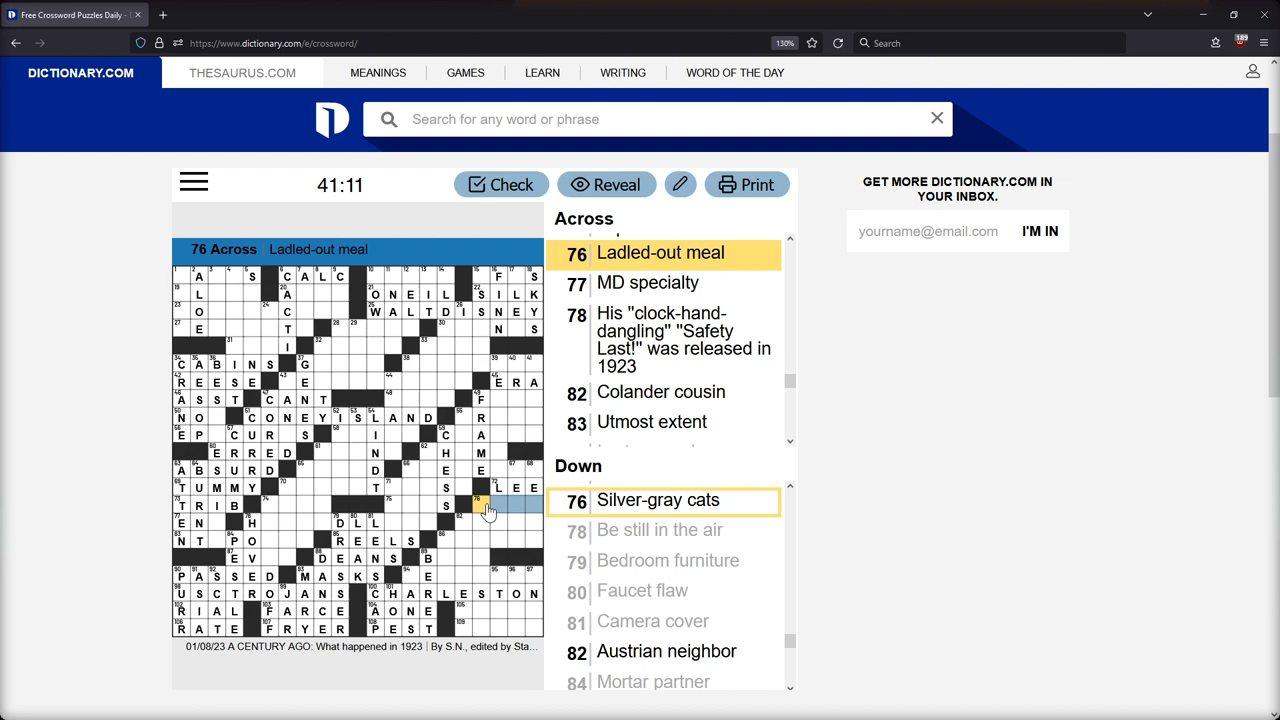 Free Crossword Puzzles Daily -
https://www.dictionary.com/e/crossword/
130%
Search
189
DICTIONARY.COM
THESAURUS.COM
MEANINGS
GAMES
LEARN
WRITING
WORD OF THE DAY
Search for any word or phrase
41:11
Check
Reveal
Print
76 Across
Ladled-out meal
A S C A L C F S
L A O N E I L S I L K
O C W A L T D I S N E Y
E T N S
I
C A B I N S G
R E E S E E E R A
A S S T C A N T F
N O C O N E Y I S L A N D R
E P C U R S I C A
E R R E D N H M
A B S U R D D E E
T U M M Y T S L E E
T R I B S
E N H D L L
N T P O R E E L S
E V D E A N S B
P A S S E D M A S K S E
U S C T R O J A N S C H A R L E S T O N
R I A L F A R C E A O N E
R A T E F R Y E R P E S T
01/08/23 A CENTURY AGO: What happened in 1923 | By S.N., edited by Sta...
Across
76 Ladled-out meal
77 MD specialty
78 His "clock-hand-
dangling" "Safety
Last!" was released in
1923
82 Colander cousin
83 Utmost extent
Down
76 Silver-gray cats
78 Be still in the air
79 Bedroom furniture
80 Faucet flaw
81 Camera cover
82 Austrian neighbor
84 Mortar partner
GET MORE DICTIONARY.COM IN
YOUR INBOX.
yourname@email.com
I'M IN